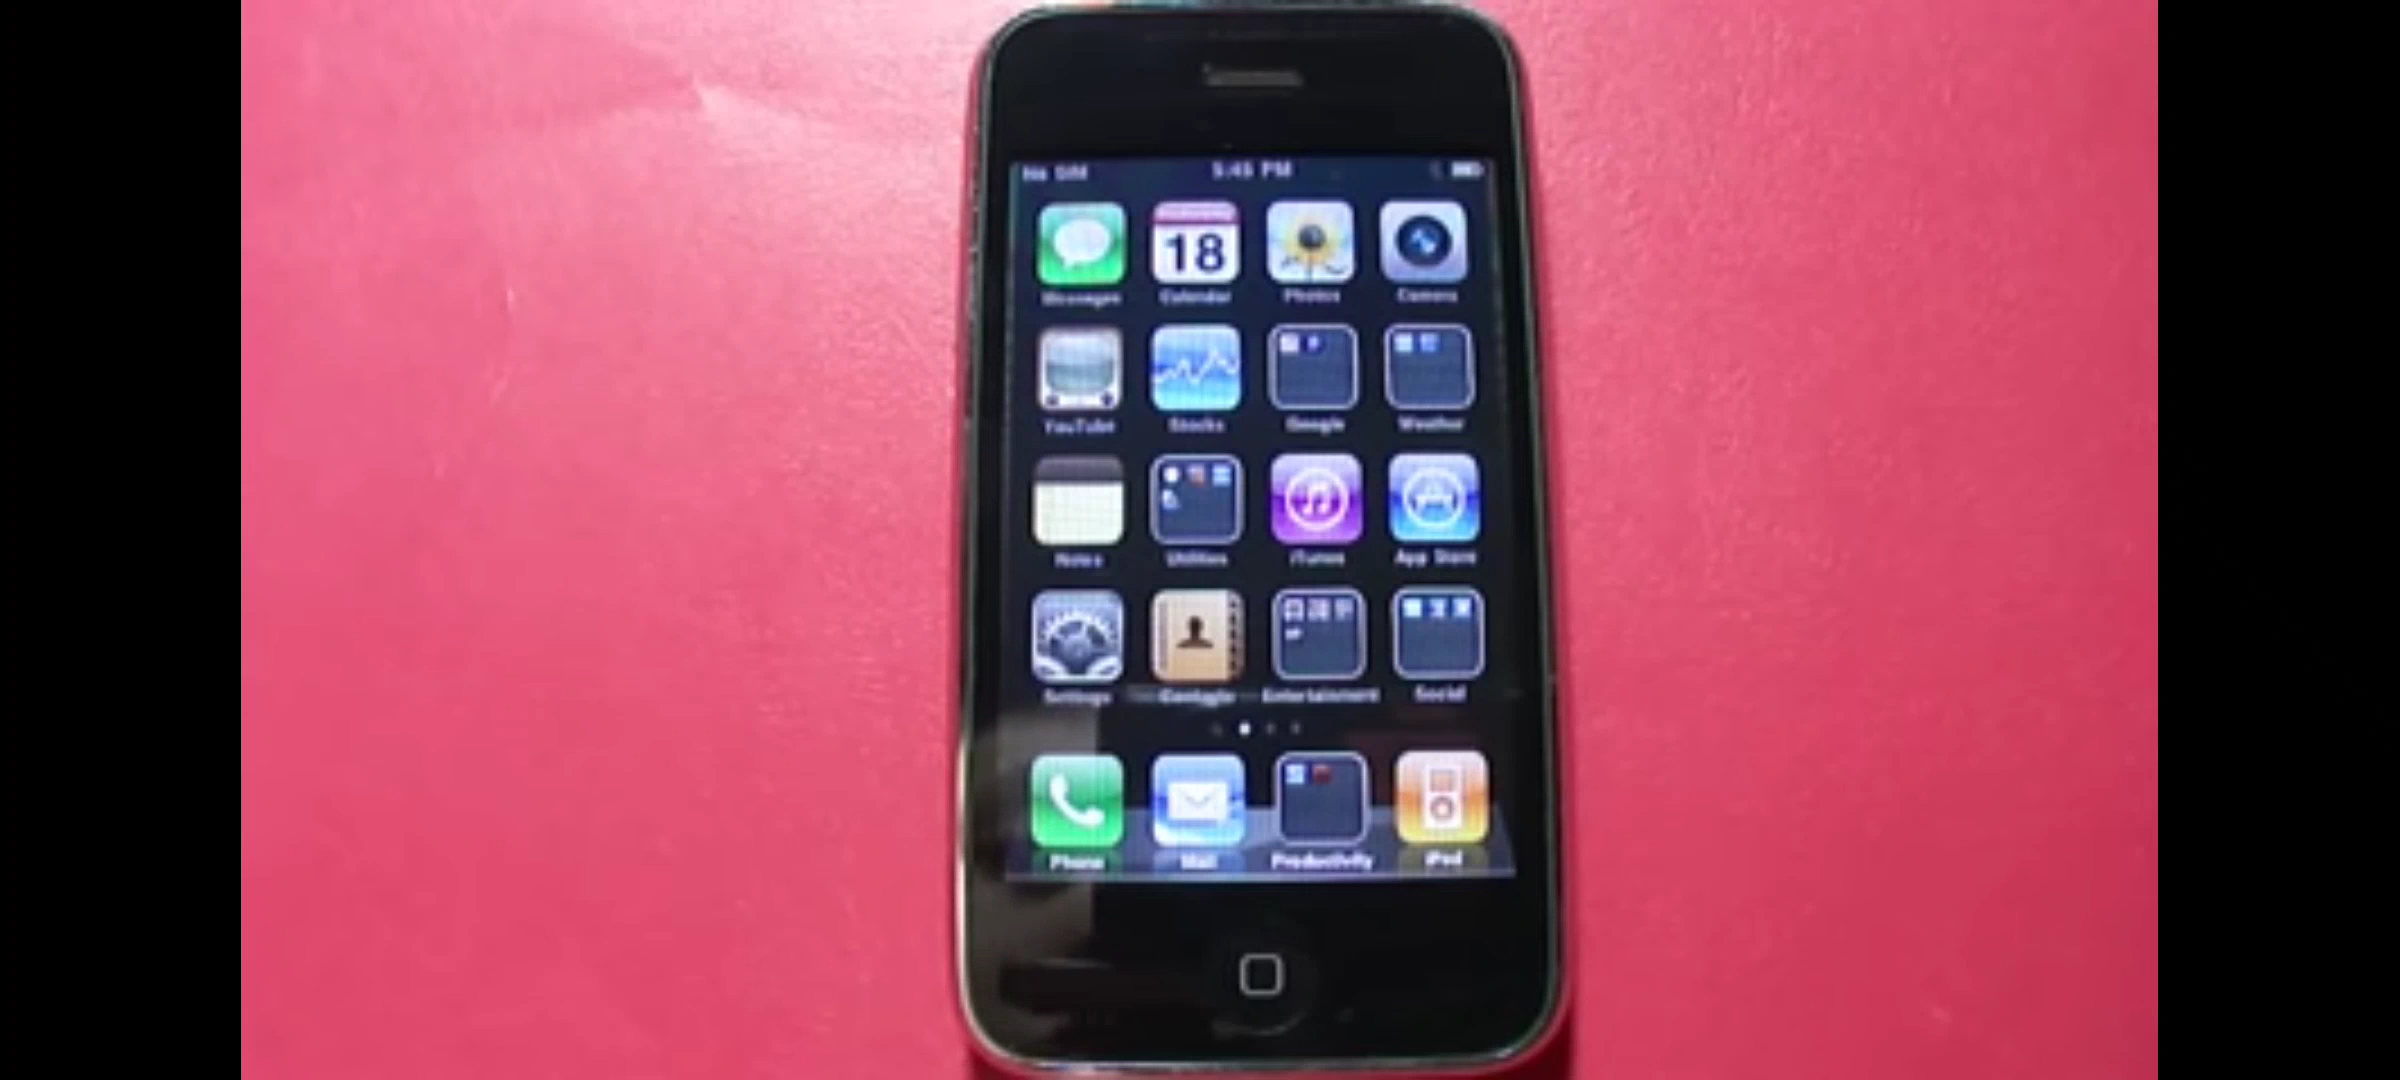 No SIM 5:45 PM
18
Messages Calendar Photos Camera
YouTube Stocks Google Weather
Notes Utilities iTunes App Store
Settings Contacts Entertainment Social
Phone Mail Productivity iPod